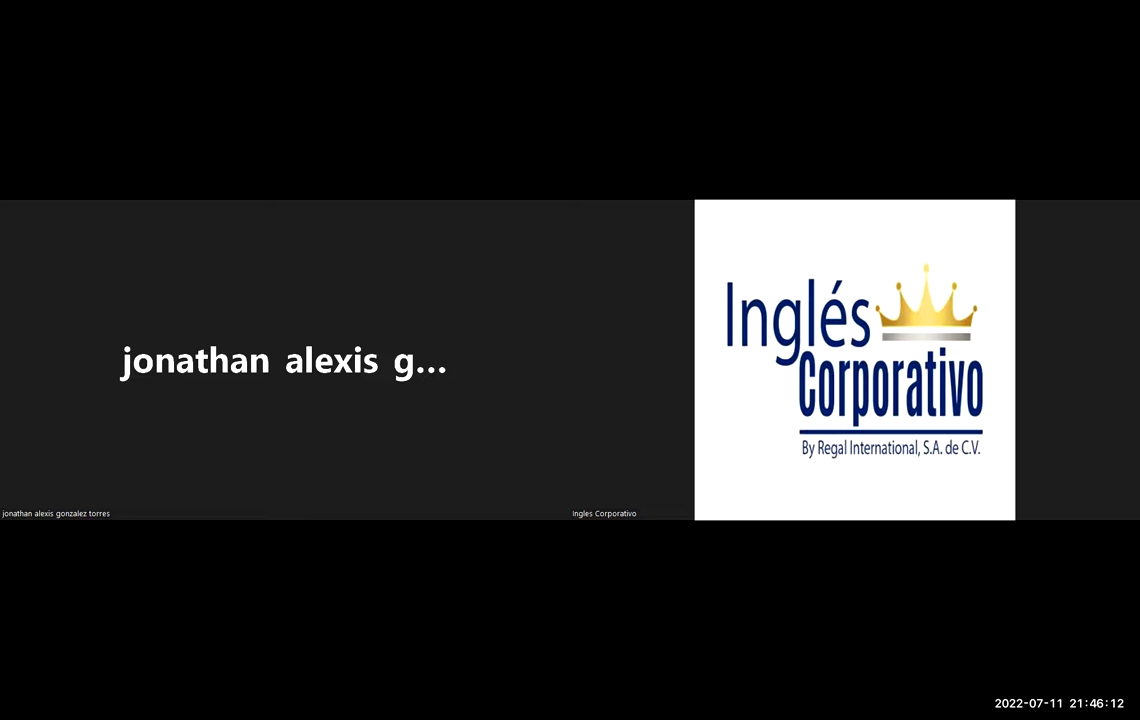 jonathan alexis g...
jonathan alexis gonzalez torres
Inglés
Corporativo
By Regal International, S.A. de C.V.
Ingles Corporativo
2022-07-11 21:46:12